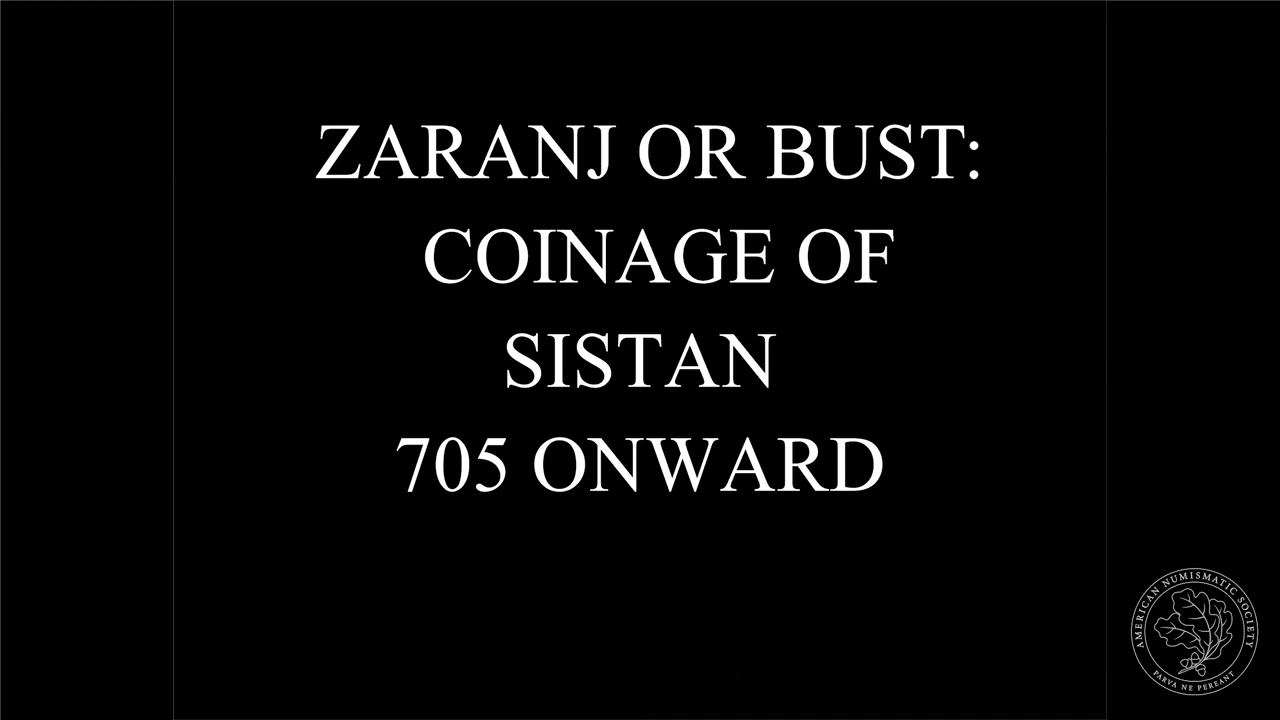 ZARANJ OR BUST:
COINAGE OF
SISTAN
705 ONWARD
AMERICAN NUMISMATIC SOCIETY
PARVA NE PEREANT